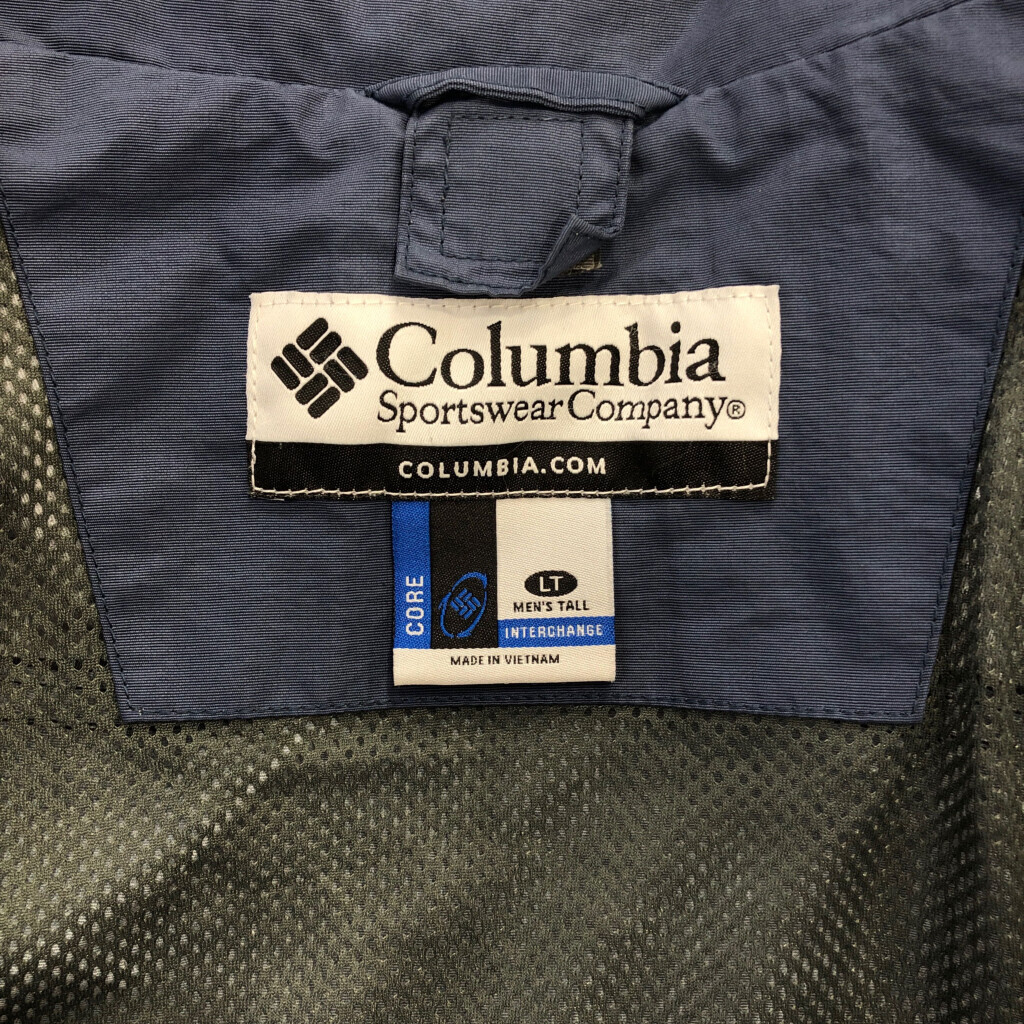 Columbia
Sportswear Company®
COLUMBIA.COM
CORE
LT
MEN'S TALL
INTERCHANGE
MADE IN VIETNAM